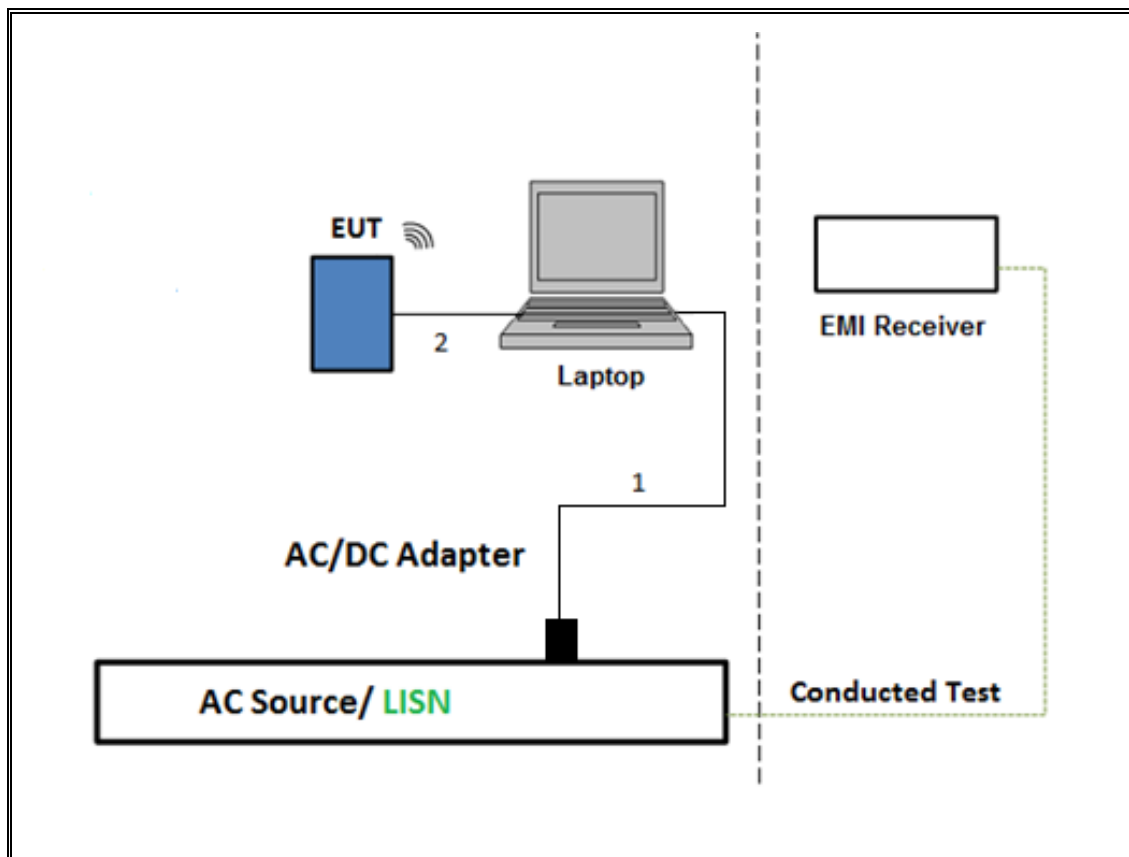 EUT
2
Laptop
EMI Receiver
1
AC/DC Adapter
AC Source/ LISN
Conducted Test